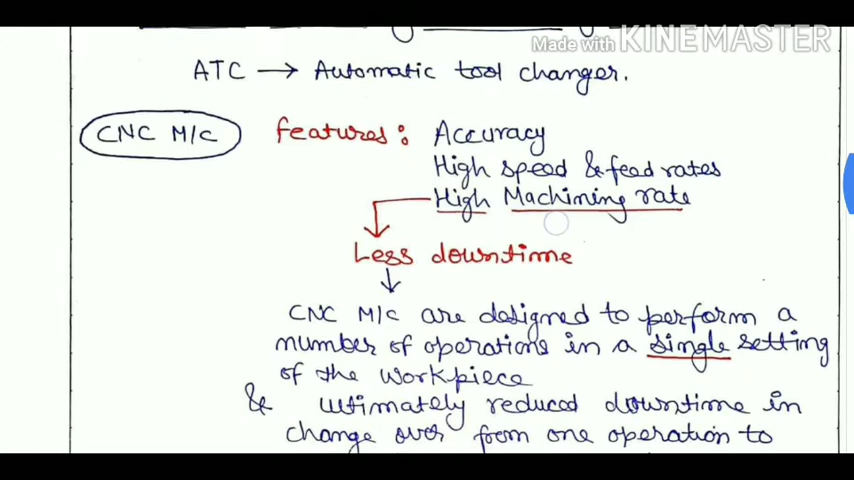 Made with KINEMASTER
ATC → Automatic tool changer.
CNC M/C features: Accuracy
High speed & feed rates
High Machining rate
Less downtime
CNC M/C are designed to perform a
number of operations in a single setting
of the workpiece
& ultimately reduced downtime in
change over from one operation to